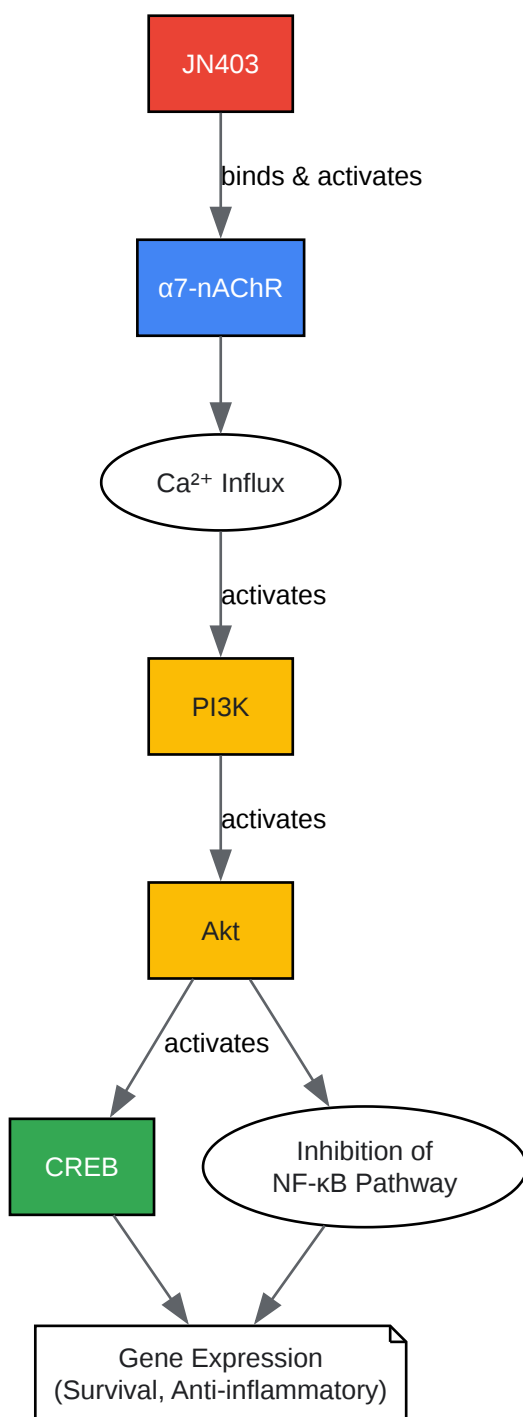 JN403
binds & activates
α7-nAChR
Ca²⁺ Influx
activates
PI3K
activates
Akt
activates
CREB
Inhibition of
NF-κB Pathway
Gene Expression
(Survival, Anti-inflammatory)